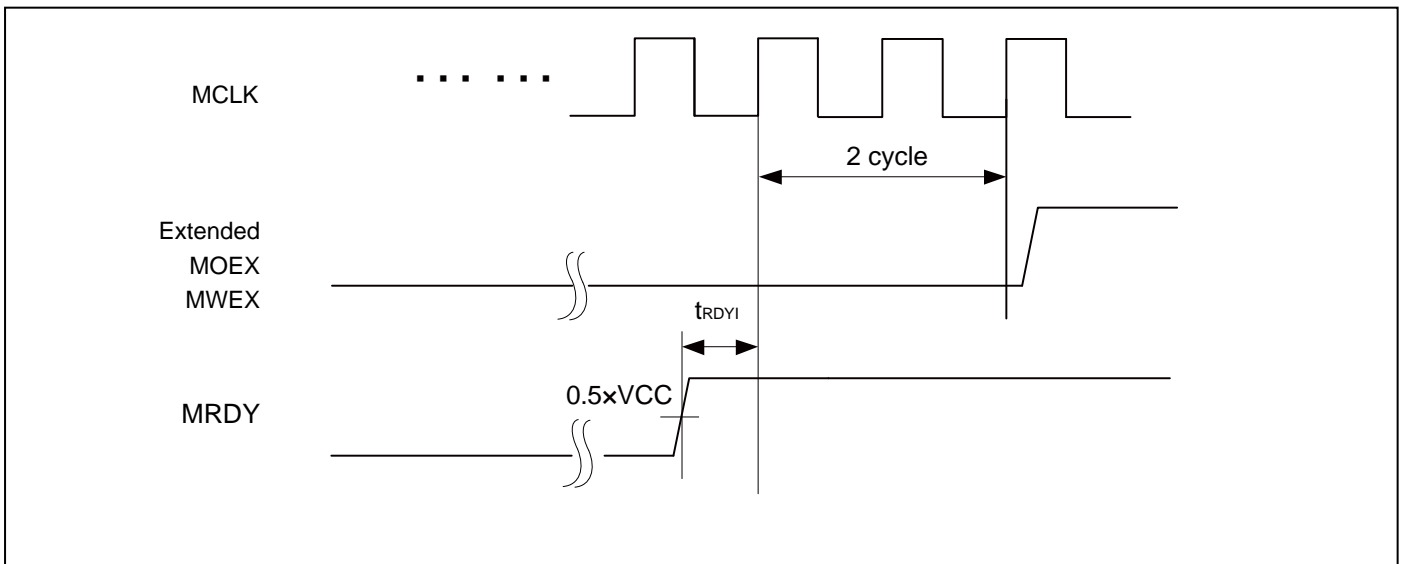 MCLK
... ...
2 cycle
Extended
MOEX
MWEX
tRDYI
0.5×VCC
MRDY